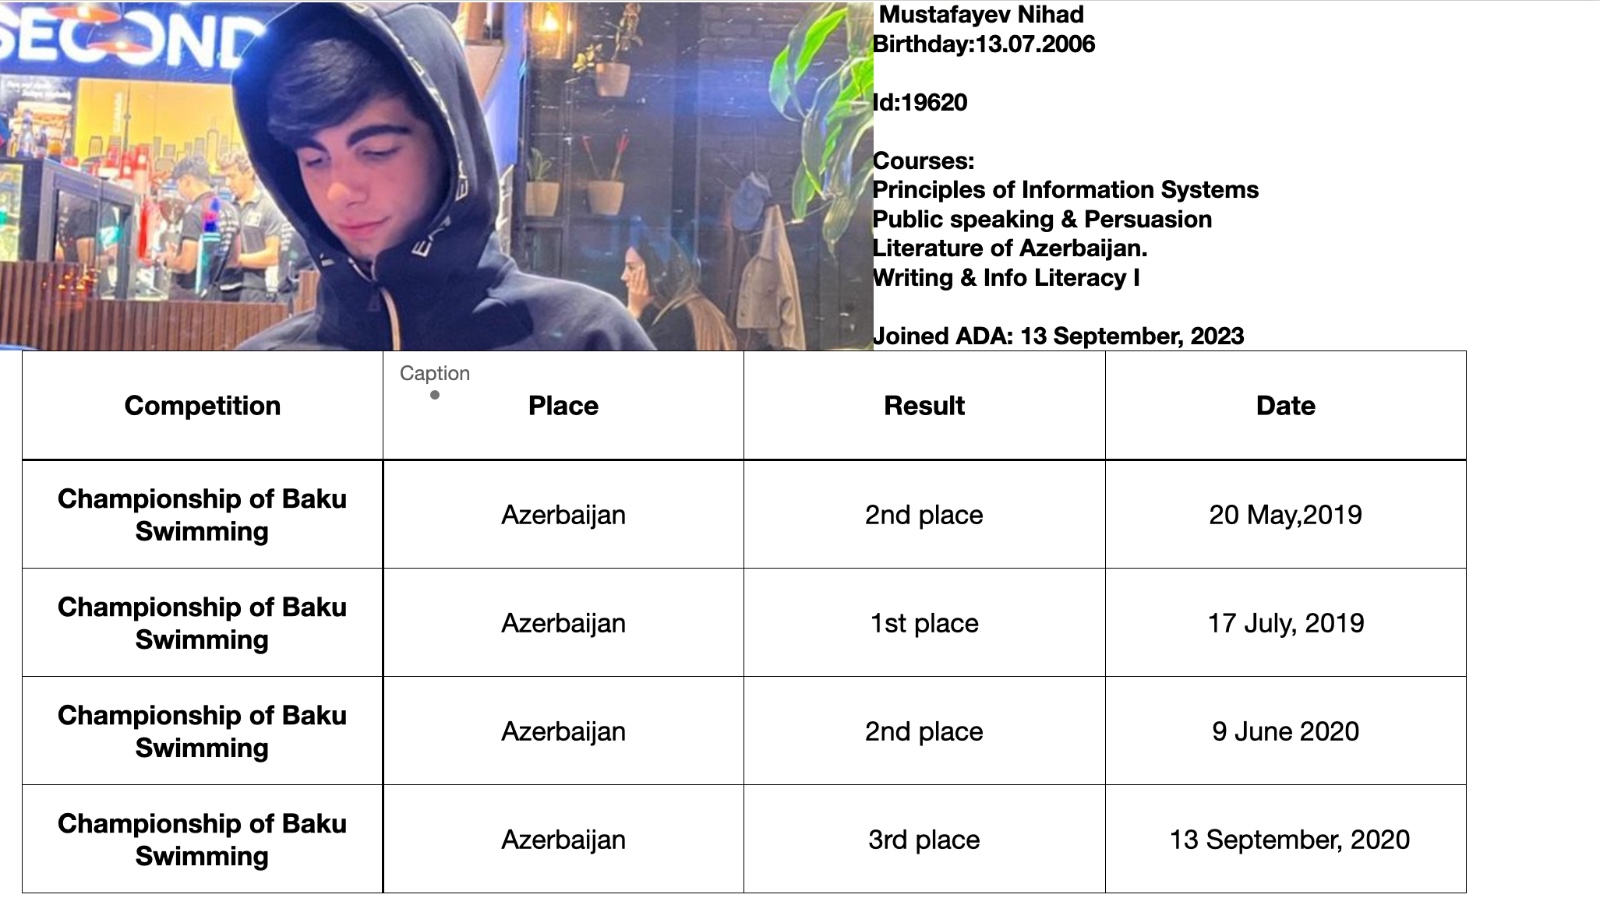 SECOND
Mustafayev Nihad
Birthday:13.07.2006
Id:19620
Courses:
Principles of Information Systems
Public speaking & Persuasion
Literature of Azerbaijan.
Writing & Info Literacy I
Joined ADA: 13 September, 2023
Caption
Competition Place Result Date
Championship of Baku
Swimming Azerbaijan 2nd place 20 May,2019
Championship of Baku
Swimming Azerbaijan 1st place 17 July, 2019
Championship of Baku
Swimming Azerbaijan 2nd place 9 June 2020
Championship of Baku
Swimming Azerbaijan 3rd place 13 September, 2020